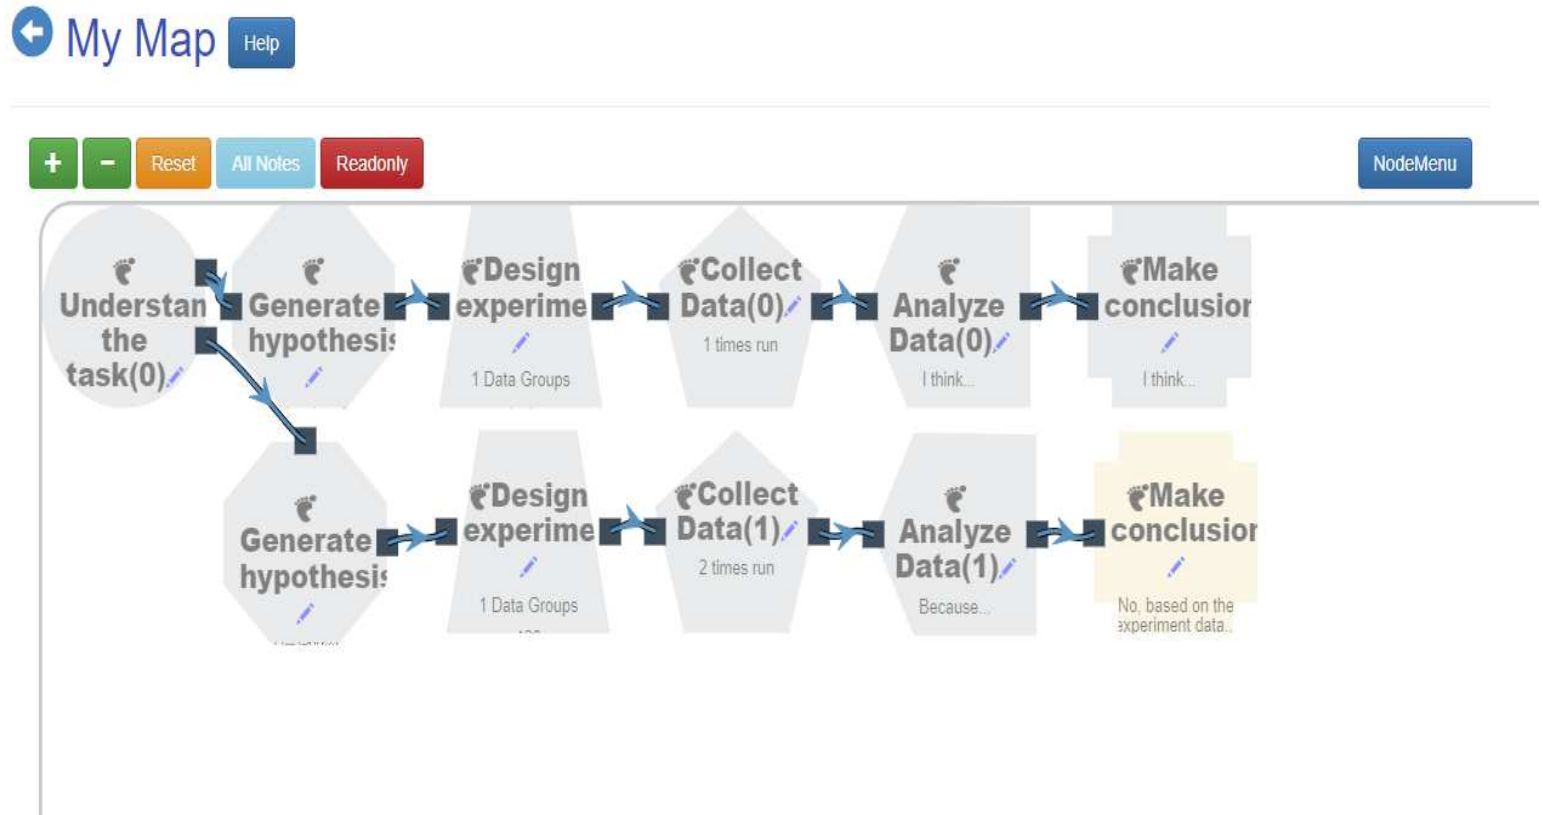 My Map Help
+ - Reset All Notes Readonly NodeMenu
Understan
the
task(0)
Generate
hypothesis
Design
experime
1 Data Groups
Collect
Data(0)
1 times run
Analyze
Data(0)
I think...
Make
conclusion
I think...
Generate
hypothesis
Design
experime
1 Data Groups
Collect
Data(1)
2 times run
Analyze
Data(1)
Because...
Make
conclusion
No, based on the
experiment data..